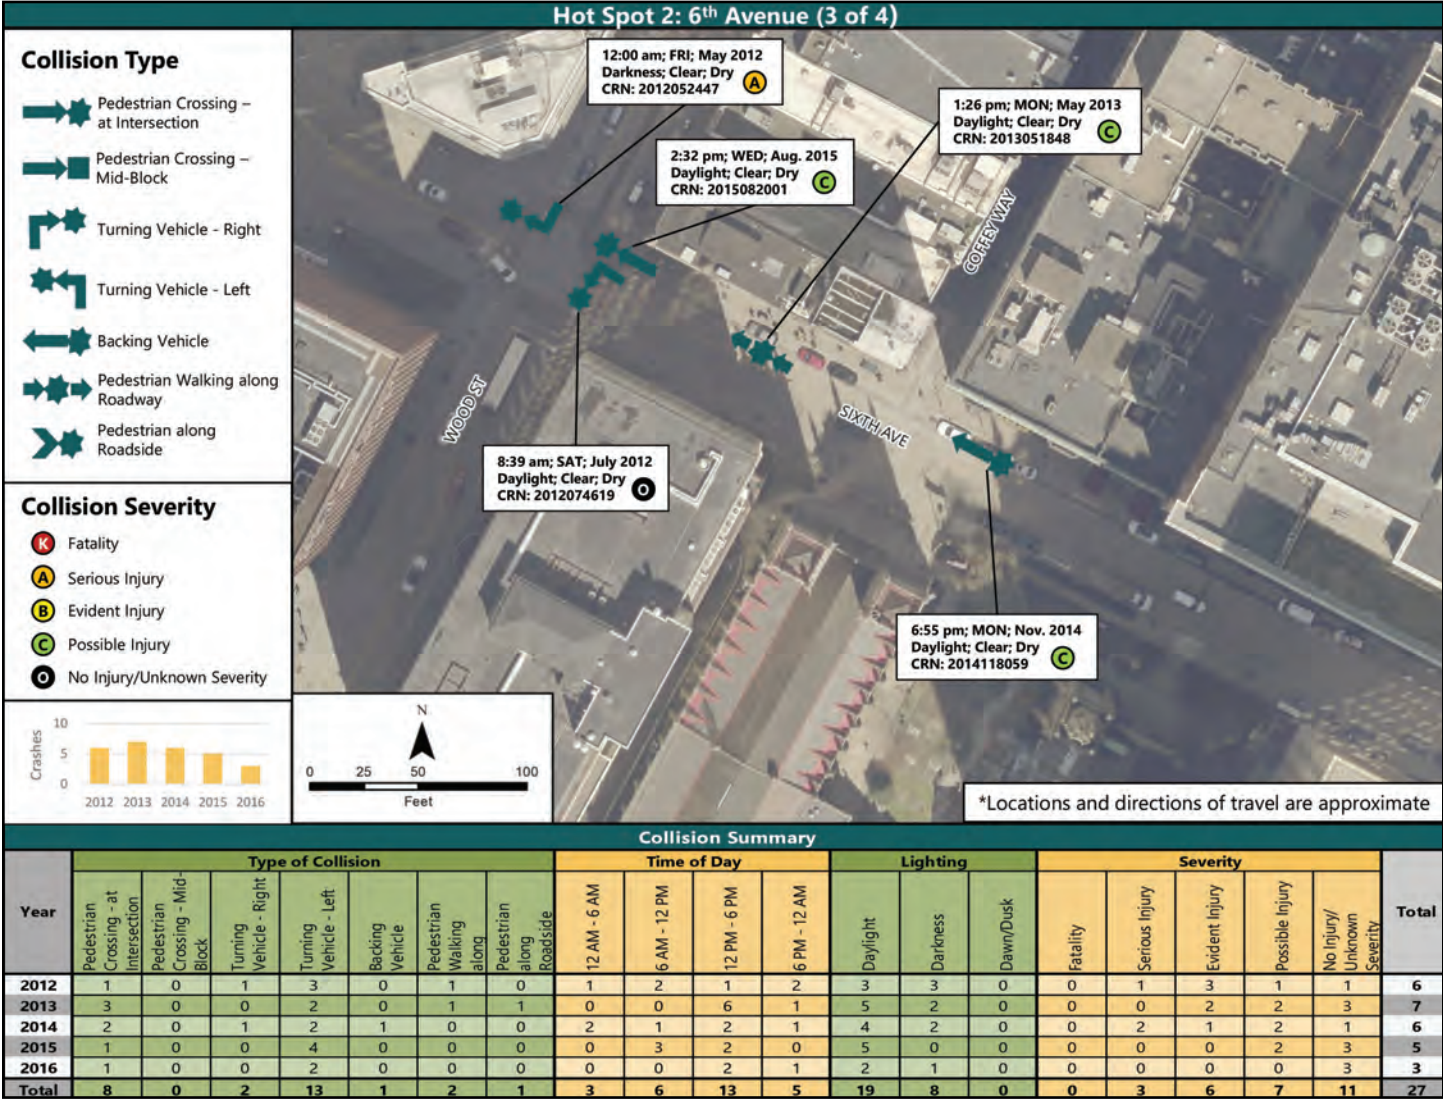 Hot Spot 2: 6th Avenue (3 of 4)
Collision Type
Pedestrian Crossing –
at Intersection
Pedestrian Crossing –
Mid-Block
Turning Vehicle - Right
Turning Vehicle - Left
Backing Vehicle
Pedestrian Walking along
Roadway
Pedestrian along
Roadside
Collision Severity
K Fatality
A Serious Injury
B Evident Injury
C Possible Injury
O No Injury/Unknown Severity
Crashes
10
5
0
2012 2013 2014 2015 2016
12:00 am; FRI; May 2012
Darkness; Clear; Dry A
CRN: 2012052447
2:32 pm; WED; Aug. 2015
Daylight; Clear; Dry C
CRN: 2015082001
1:26 pm; MON; May 2013
Daylight; Clear; Dry C
CRN: 2013051848
COFFEY WAY
WOOD ST
SIXTH AVE
8:39 am; SAT; July 2012
Daylight; Clear; Dry O
CRN: 2012074619
6:55 pm; MON; Nov. 2014
Daylight; Clear; Dry C
CRN: 2014118059
N
0 25 50 100
Feet
*Locations and directions of travel are approximate
Collision Summary
Year Type of Collision Time of Day Lighting Severity Total
Pedestrian
Crossing - at
Intersection
Pedestrian
Crossing - Mid-
Block
Turning
Vehicle - Right
Turning
Vehicle - Left
Backing
Vehicle
Pedestrian
Walking
along
Pedestrian
along
Roadside
12 AM - 6 AM
6 AM - 12 PM
12 PM - 6 PM
6 PM - 12 AM
Daylight
Darkness
Dawn/Dusk
Fatality
Serious Injury
Evident Injury
Possible Injury
No Injury/
Unknown
Severity
2012 1 0 1 3 0 1 0 1 2 1 2 3 3 0 0 1 3 1 1 6
2013 3 0 0 2 0 1 1 0 0 6 1 5 2 0 0 0 2 2 3 7
2014 2 0 1 2 1 0 0 2 1 2 1 4 2 0 0 2 1 2 1 6
2015 1 0 0 4 0 0 0 0 3 2 0 5 0 0 0 0 0 2 3 5
2016 1 0 0 2 0 0 0 0 0 2 1 2 1 0 0 0 0 0 3 3
Total 8 0 2 13 1 2 1 3 6 13 5 19 8 0 0 3 6 7 11 27